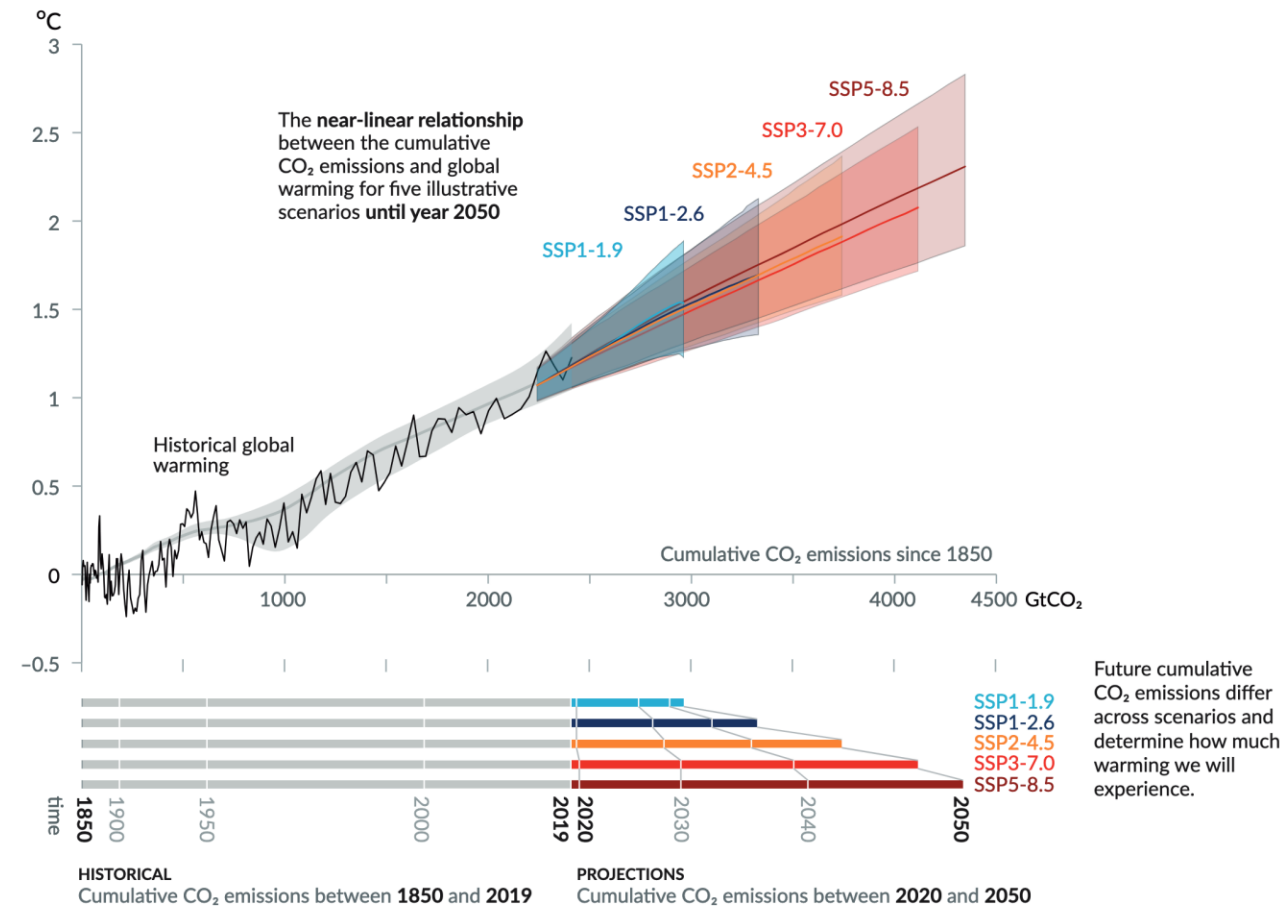 °C
3
SSP5-8.5
The near-linear relationship
between the cumulative
CO₂ emissions and global
warming for five illustrative
scenarios until year 2050
2.5
SSP3-7.0
SSP2-4.5
2
SSP1-2.6
SSP1-1.9
1.5
1
Historical global
warming
0.5
Cumulative CO₂ emissions since 1850
0
1000
2000
3000
4000
4500 GtCO₂
−0.5
Future cumulative
CO₂ emissions differ
across scenarios and
determine how much
warming we will
experience.
SSP1-1.9
SSP1-2.6
SSP2-4.5
SSP3-7.0
SSP5-8.5
time
1850
1900
1950
2000
2019
2020
2030
2040
2050
HISTORICAL
Cumulative CO₂ emissions between 1850 and 2019
PROJECTIONS
Cumulative CO₂ emissions between 2020 and 2050